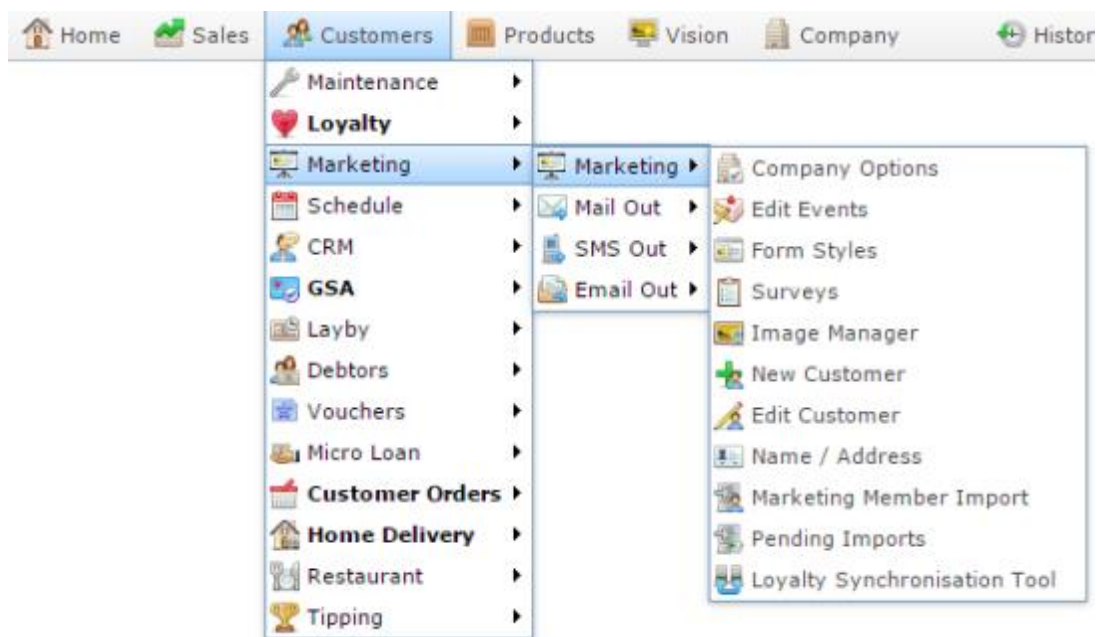 Home Sales Customers Products Vision Company Histor
Maintenance
Loyalty
Marketing
Schedule
CRM
GSA
Layby
Debtors
Vouchers
Micro Loan
Customer Orders
Home Delivery
Restaurant
Tipping
Marketing
Mail Out
SMS Out
Email Out
Company Options
Edit Events
Form Styles
Surveys
Image Manager
New Customer
Edit Customer
Name / Address
Marketing Member Import
Pending Imports
Loyalty Synchronisation Tool